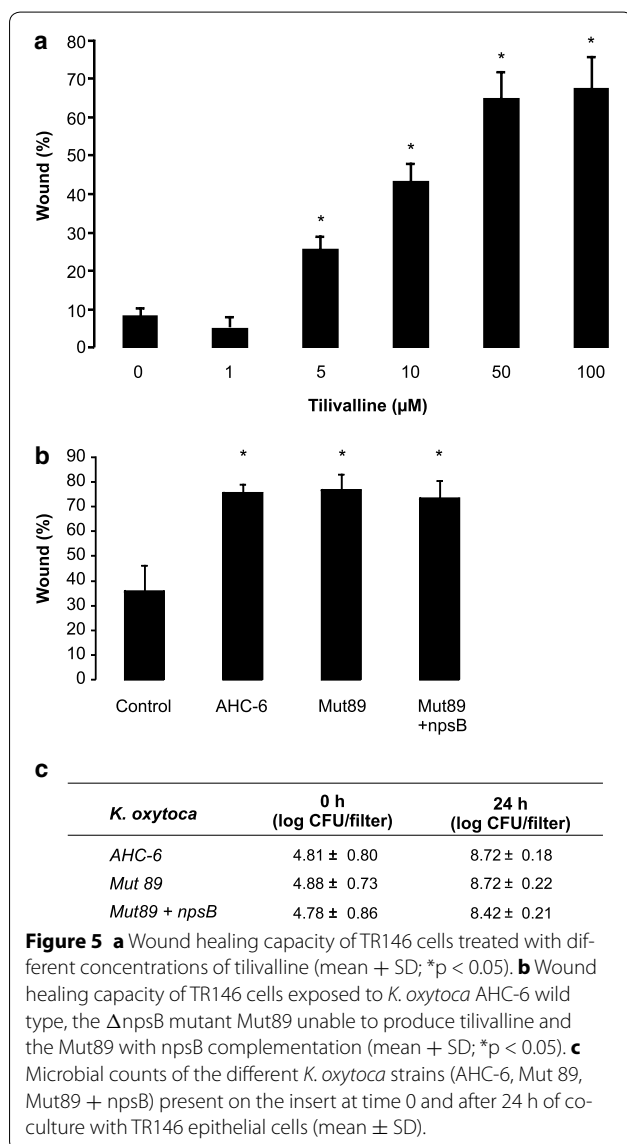 a
80
70
60
50
40
30
20
10
0
Wound (%)
*
*
*
*
0 1 5 10 50 100
Tilivalline (µM)
b
90
80
70
60
50
40
30
20
10
0
Wound (%)
* * *
Control AHC-6 Mut89 Mut89
+npsB
c
K. oxytoca 0 h 24 h
(log CFU/filter) (log CFU/filter)
AHC-6 4.81 ± 0.80 8.72 ± 0.18
Mut 89 4.88 ± 0.73 8.72 ± 0.22
Mut89 + npsB 4.78 ± 0.86 8.42 ± 0.21
Figure 5 a Wound healing capacity of TR146 cells treated with dif-
ferent concentrations of tilivalline (mean + SD; *p < 0.05). b Wound
healing capacity of TR146 cells exposed to K. oxytoca AHC-6 wild
type, the ΔnpsB mutant Mut89 unable to produce tilivalline and
the Mut89 with npsB complementation (mean + SD; *p < 0.05). c
Microbial counts of the different K. oxytoca strains (AHC-6, Mut 89,
Mut89 + npsB) present on the insert at time 0 and after 24 h of co-
culture with TR146 epithelial cells (mean ± SD).